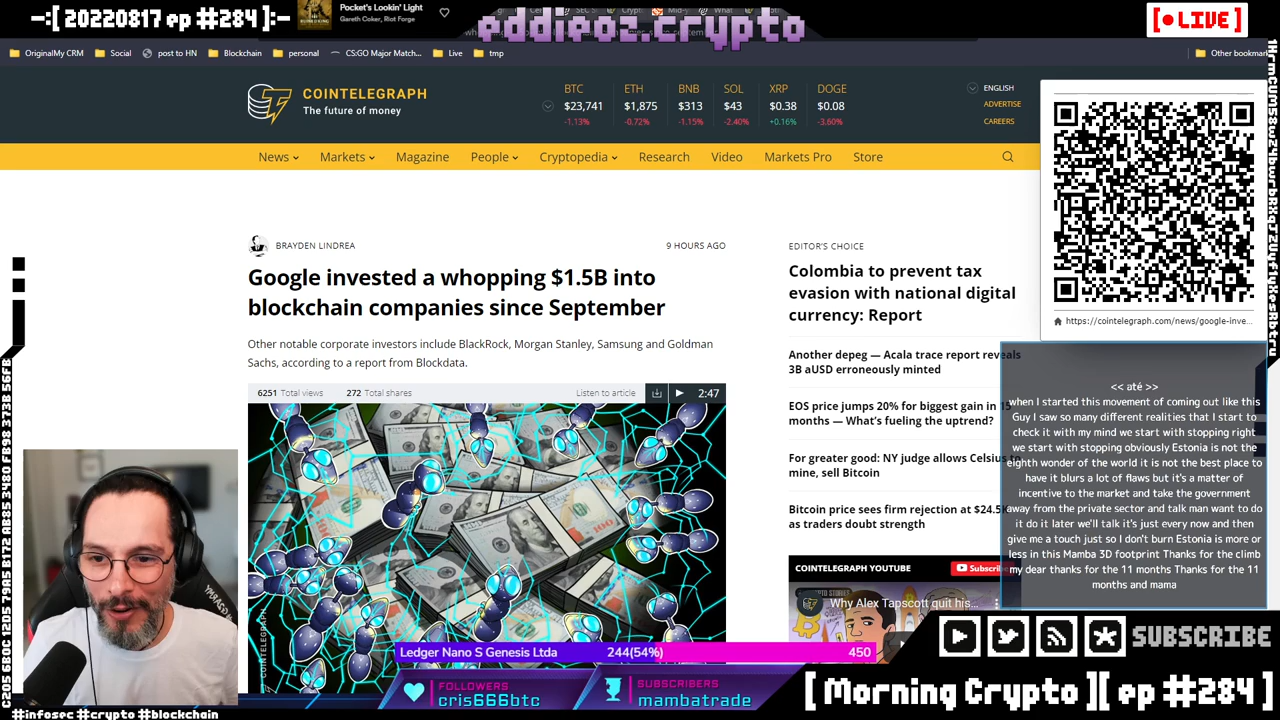 -:[ 20220817 ep #284 ]:-
Pocket's Lookin' Light
Gareth Coker, Riot Forge
eddieoz.crypto
[● LIVE ]
OriginalMy CRM
Social
post to HN
Blockchain
personal
CS:GO Major Match...
Live
tmp
Other bookmar
COINTELEGRAPH
The future of money
BTC ETH BNB SOL XRP DOGE
$23,741 $1,875 $313 $43 $0.38 $0.08
-1.13% -0.72% -1.15% -2.40% +0.16% -3.60%
ENGLISH
ADVERTISE
CAREERS
News Markets Magazine People Cryptopedia Research Video Markets Pro Store
BRAYDEN LINDREA
9 HOURS AGO
Google invested a whopping $1.5B into
blockchain companies since September
Other notable corporate investors include BlackRock, Morgan Stanley, Samsung and Goldman
Sachs, according to a report from Blockdata.
6251 Total views
272 Total shares
Listen to article
2:47
COINTELEGRAPH
EDITOR'S CHOICE
Colombia to prevent tax
evasion with national digital
currency: Report
Another depeg — Acala trace report reveals
3B aUSD erroneously minted
EOS price jumps 20% for biggest gain in
months — What's fueling the uptrend?
For greater good: NY judge allows Celsius to
mine, sell Bitcoin
Bitcoin price sees firm rejection at $24.5K
as traders doubt strength
COINTELEGRAPH YOUTUBE
Subscribe
Why Alex Tapscott quit his...
https://cointelegraph.com/news/google-inve...
<< até >>
when I started this movement of coming out like this
Guy I saw so many different realities that I start to
check it with my mind we start with stopping right
we start with stopping obviously Estonia is not the
eighth wonder of the world it is not the best place to
have it blurs a lot of flaws but it's a matter of
incentive to the market and take the government
away from the private sector and talk man want to do
it do it later we'll talk it's just every now and then
give me a touch just so I don't burn Estonia is more or
less in this Mamba 3D footprint Thanks for the climb
my dear thanks for the 11 months Thanks for the 11
months and mama
Ledger Nano S Genesis Ltda
244(54%)
450
FOLLOWERS
cris666btc
SUBSCRIBERS
mambatrade
SUBSCRIBE
[ Morning Crypto ][ ep #284 ]
#infosec #crypto #blockchain